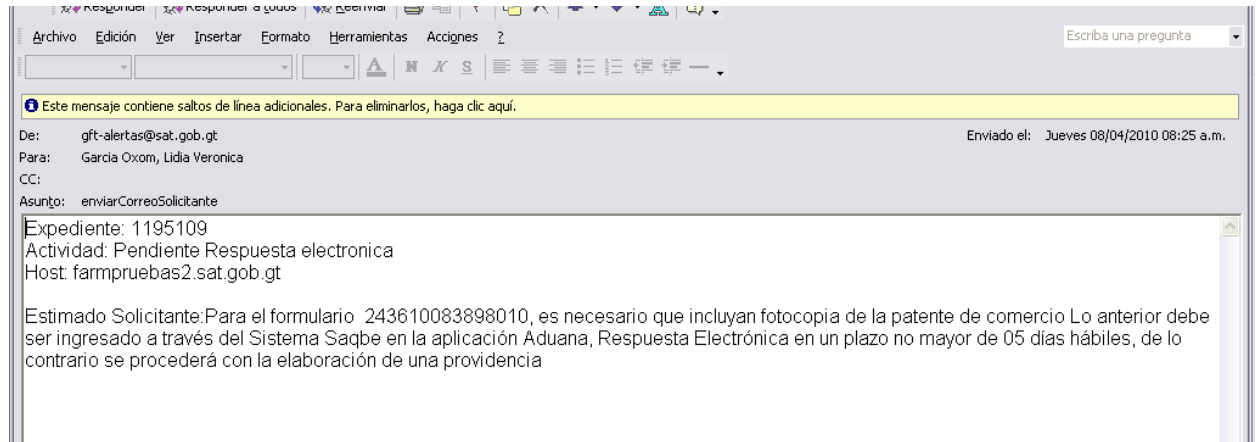 Responder Responder a todos Reenviar
Archivo Edición Ver Insertar Formato Herramientas Acciones ? Escriba una pregunta
A N K S
Este mensaje contiene saltos de línea adicionales. Para eliminarlos, haga clic aquí.
De: gft-alertas@sat.gob.gt Enviado el: Jueves 08/04/2010 08:25 a.m.
Para: Garcia Oxom, Lidia Veronica
CC:
Asunto: enviarCorreoSolicitante
Expediente: 1195109
Actividad: Pendiente Respuesta electronica
Host: farmpruebas2.sat.gob.gt
Estimado Solicitante:Para el formulario 243610083898010, es necesario que incluyan fotocopia de la patente de comercio Lo anterior debe
ser ingresado a través del Sistema Saqbe en la aplicación Aduana, Respuesta Electrónica en un plazo no mayor de 05 días hábiles, de lo
contrario se procederá con la elaboración de una providencia